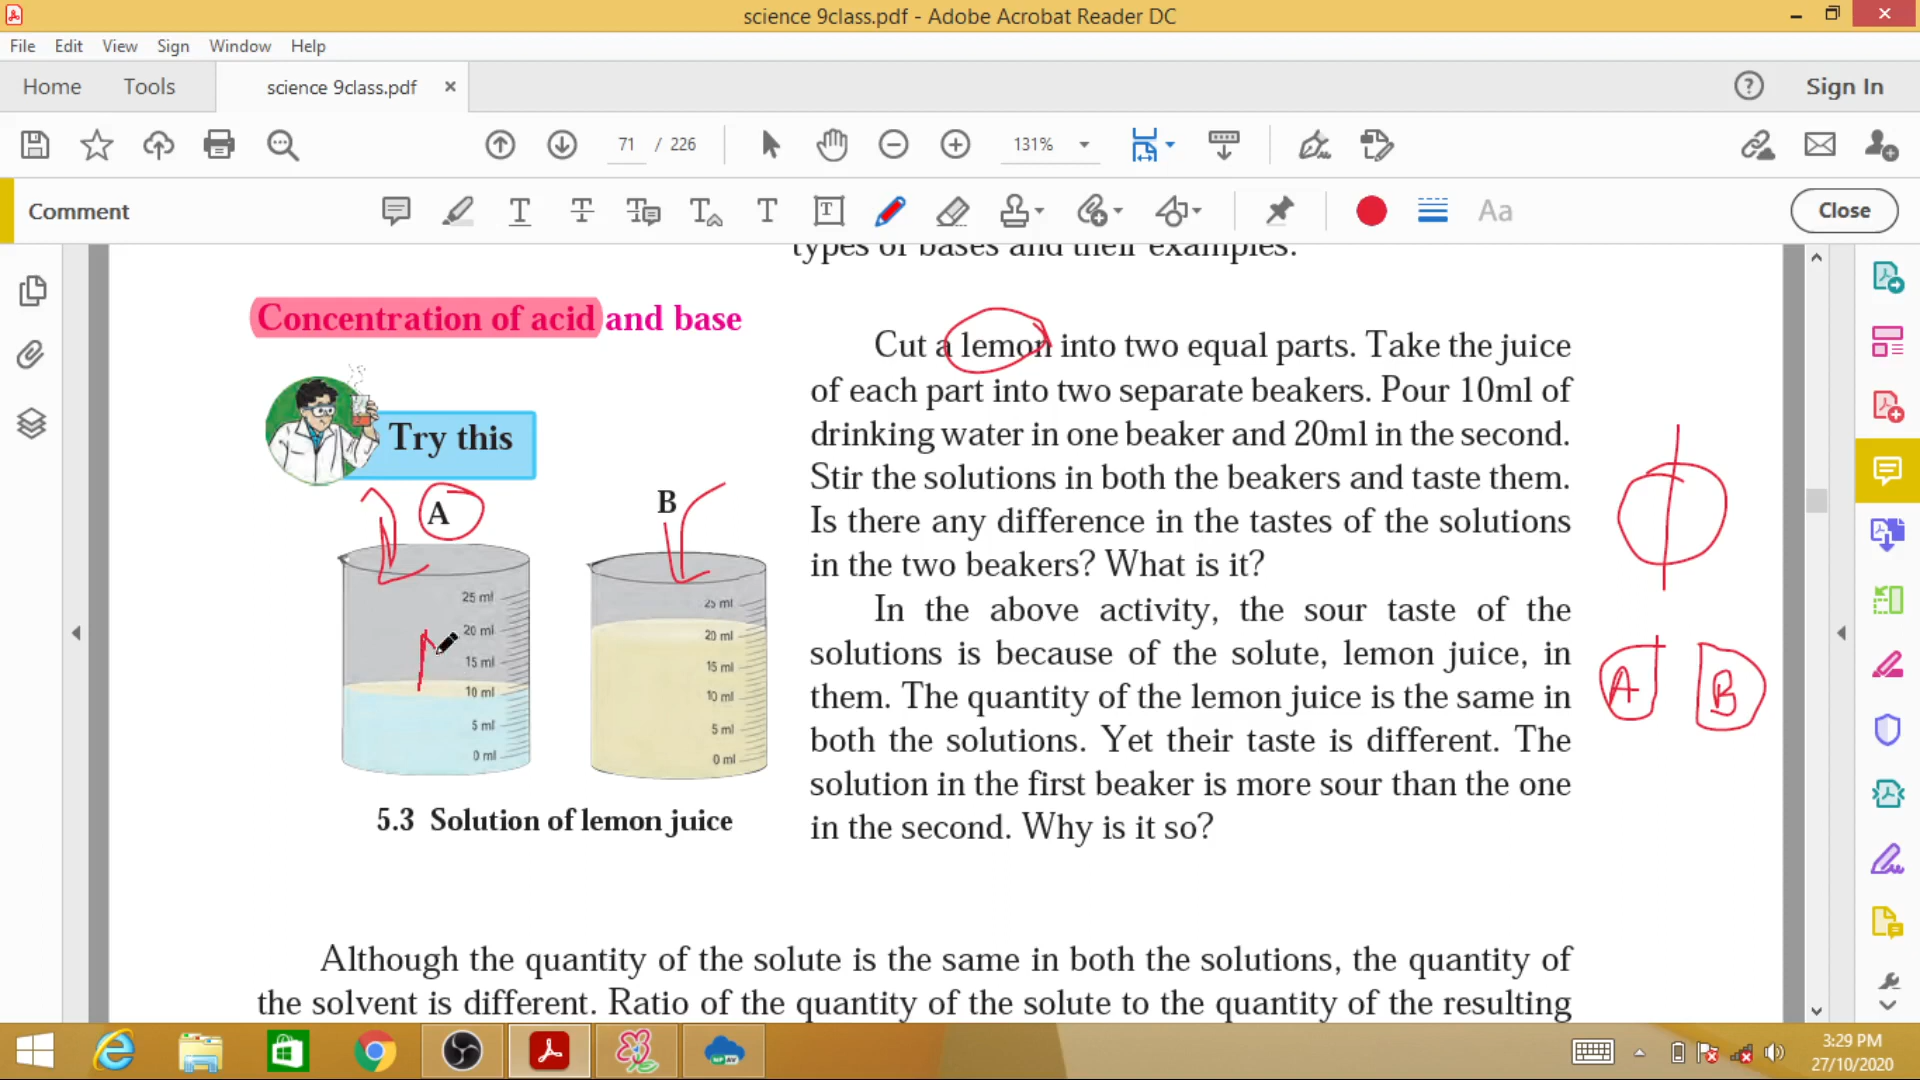 science 9class.pdf - Adobe Acrobat Reader DC
File Edit View Sign Window Help
Home Tools science 9class.pdf Sign In
71 / 226 131%
Comment Aa Close
types of bases and their examples.
Concentration of acid and base
Try this
Cut a lemon into two equal parts. Take the juice
of each part into two separate beakers. Pour 10ml of
drinking water in one beaker and 20ml in the second.
Stir the solutions in both the beakers and taste them.
Is there any difference in the tastes of the solutions
in the two beakers? What is it?
In the above activity, the sour taste of the
solutions is because of the solute, lemon juice, in
them. The quantity of the lemon juice is the same in
both the solutions. Yet their taste is different. The
solution in the first beaker is more sour than the one
in the second. Why is it so?
A B
25 ml
20 ml
15 ml
10 ml
5 ml
0 ml
25 ml
20 ml
15 ml
10 ml
5 ml
0 ml
5.3 Solution of lemon juice
A B
Although the quantity of the solute is the same in both the solutions, the quantity of
the solvent is different. Ratio of the quantity of the solute to the quantity of the resulting
3:29 PM
27/10/2020